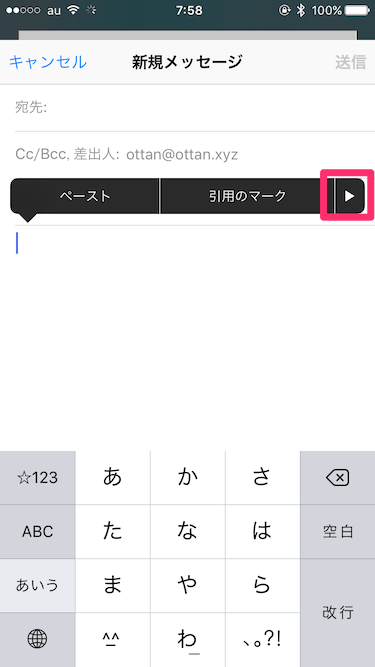 au 7:58 100%
キャンセル 新規メッセージ 送信
宛先:
Cc/Bcc, 差出人: ottan@ottan.xyz
ペースト 引用のマーク ▶
☆123 あ か さ
ABC た な は 空白
あいう ま や ら 改行
^^ わ 、。?!